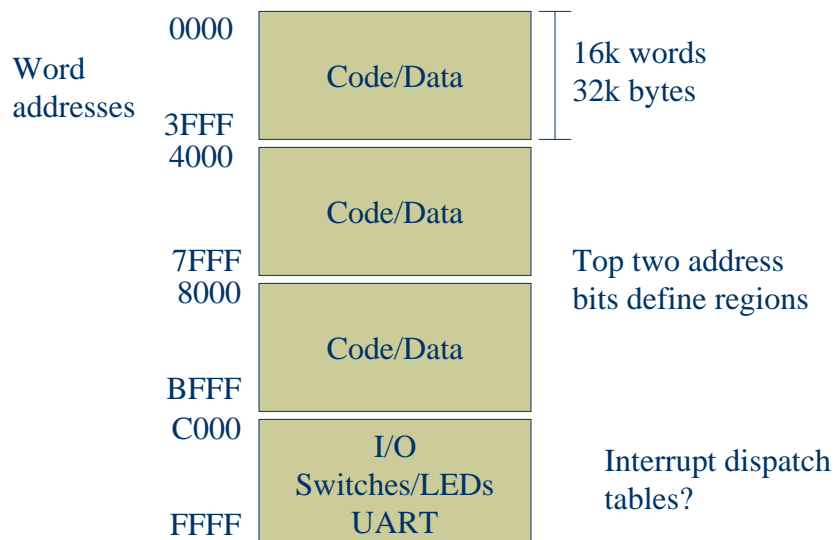 Word
addresses
0000
Code/Data
3FFF
16k words
32k bytes
4000
Code/Data
7FFF
8000
Code/Data
BFFF
Top two address
bits define regions
C000
I/O
Switches/LEDs
UART
FFFF
Interrupt dispatch
tables?